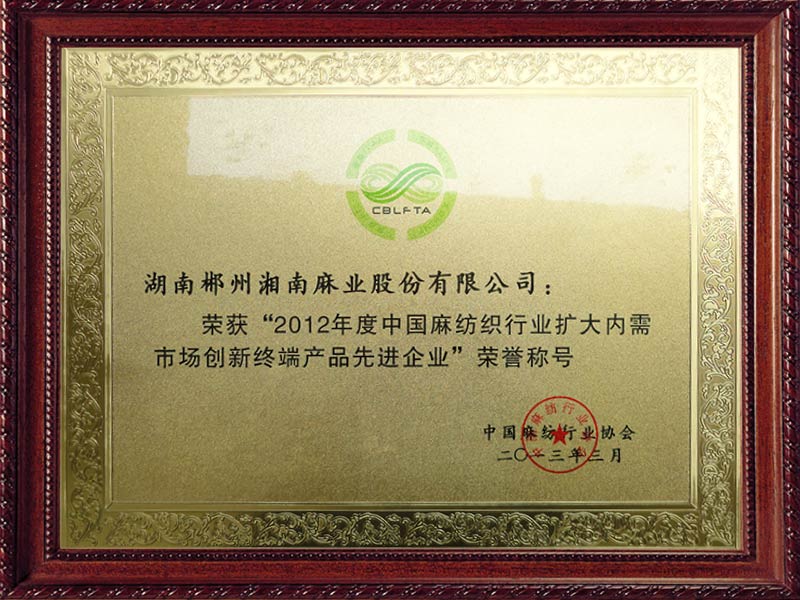 CBLFTA
湖南郴州湘南麻业股份有限公司：
荣获“2012年度中国麻纺织行业扩大内需
市场创新终端产品先进企业”荣誉称号
中国麻纺行业协会
二〇一三年三月